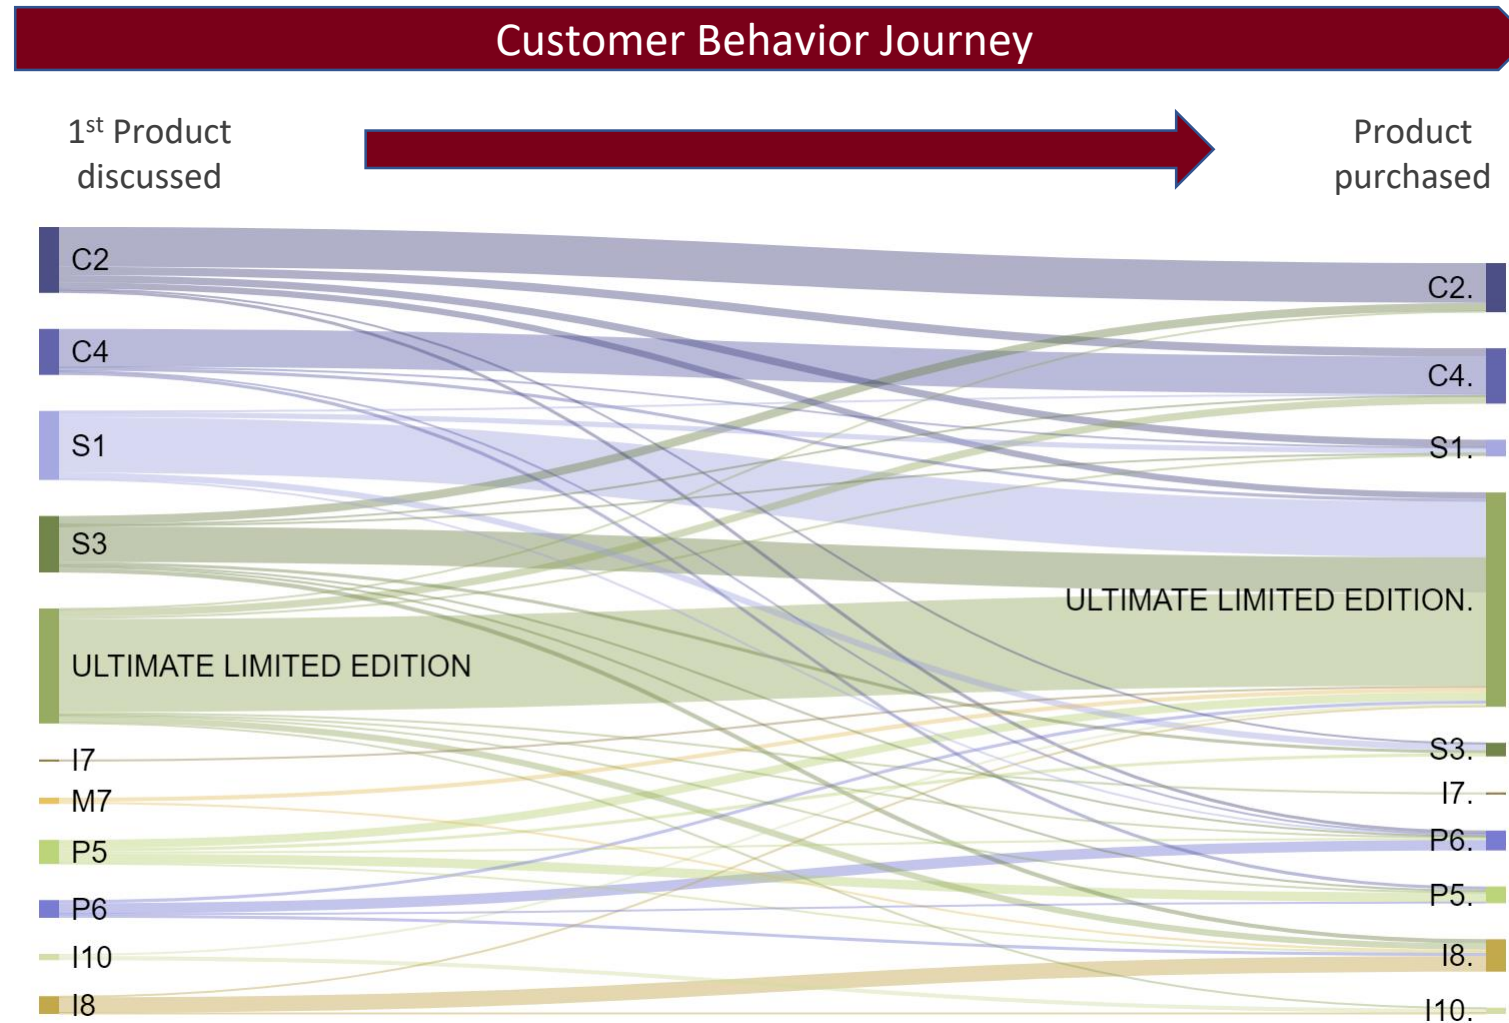 Customer Behavior Journey
1st Product
discussed
Product
purchased
C2
C4
S1
S3
ULTIMATE LIMITED EDITION
I7
M7
P5
P6
I10
I8
C2.
C4.
S1.
ULTIMATE LIMITED EDITION.
S3.
I7.
P6.
P5.
I8.
I10.